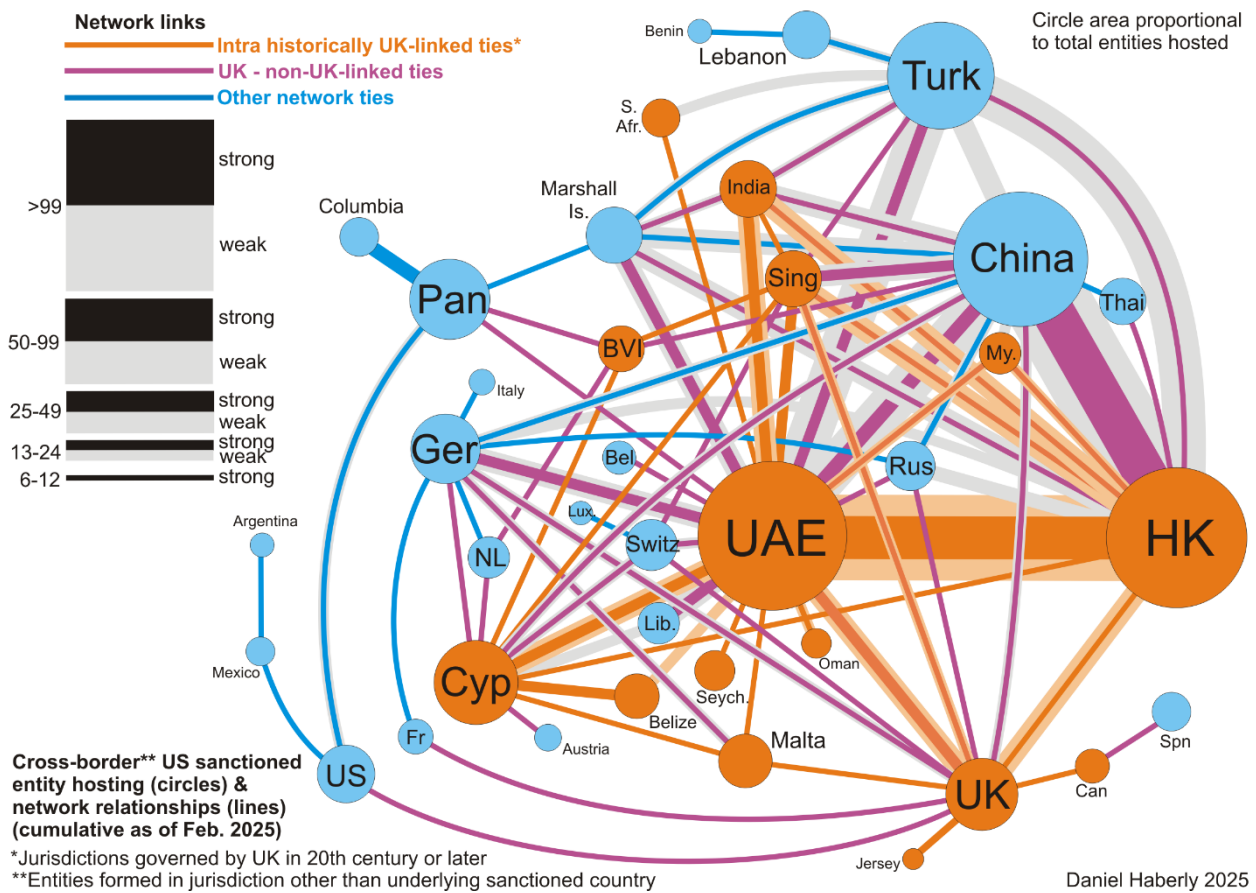 Network links
Intra historically UK-linked ties*
UK - non-UK-linked ties
Other network ties
Circle area proportional
to total entities hosted
>99
strong
weak
50-99
strong
weak
25-49
strong
weak
13-24
strong
weak
6-12
strong
Benin
Lebanon
Turk
S.
Afr.
Columbia
Marshall
Is.
India
China
Sing
Thai
Pan
BVI
My.
Italy
Ger
Bel
Rus
Argentina
Lux.
NL
Switz
UAE
HK
Lib.
Mexico
Oman
Cyp
Seych.
Belize
Austria
Malta
Spn
Fr
US
UK
Can
Jersey
Cross-border** US sanctioned
entity hosting (circles) &
network relationships (lines)
(cumulative as of Feb. 2025)
*Jurisdictions governed by UK in 20th century or later
**Entities formed in jurisdiction other than underlying sanctioned country
Daniel Haberly 2025